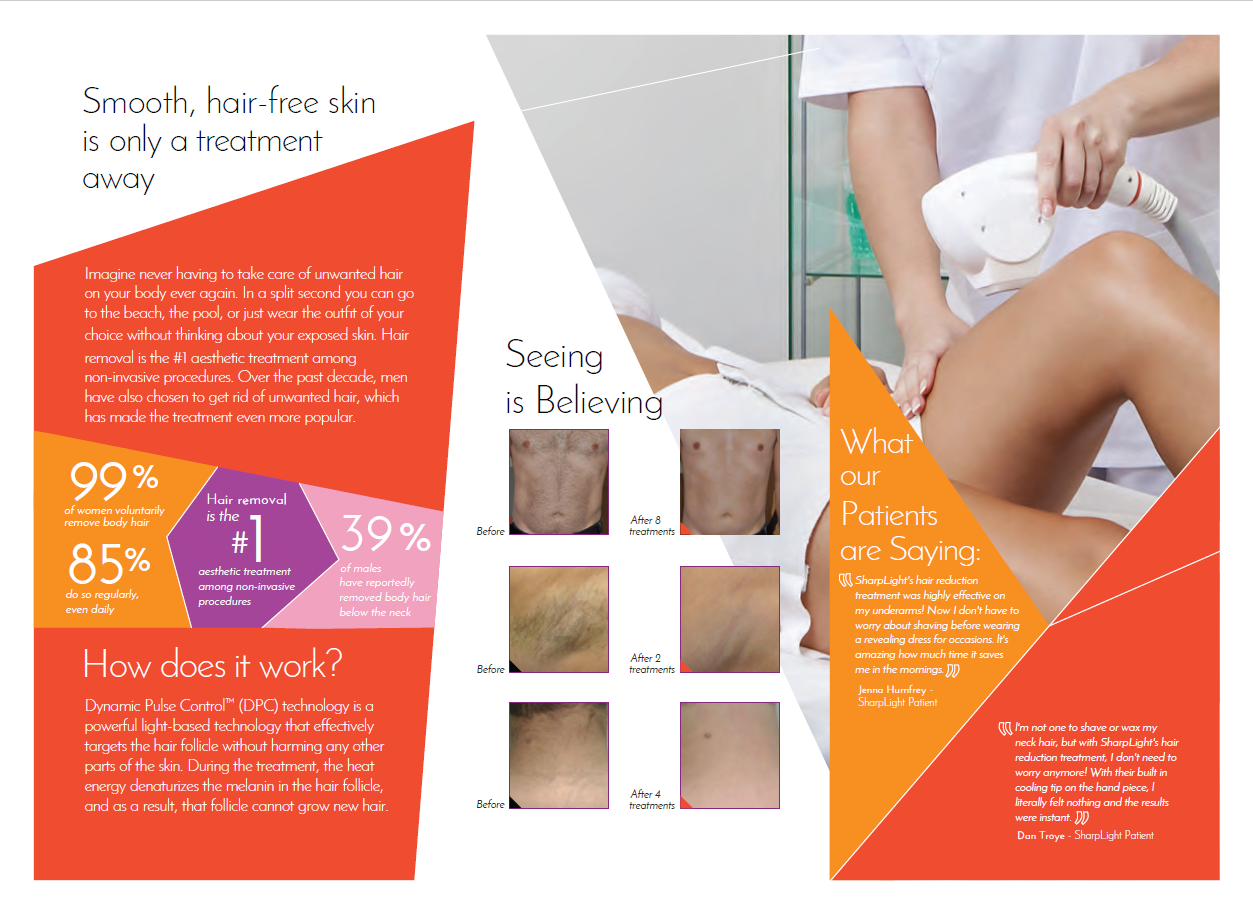 Smooth, hair-free skin
is only a treatment
away
Imagine never having to take care of unwanted hair
on your body ever again. In a split second you can go
to the beach, the pool, or just wear the outfit of your
choice without thinking about your exposed skin. Hair
removal is the #1 aesthetic treatment among
non-invasive procedures. Over the past decade, men
have also chosen to get rid of unwanted hair, which
has made the treatment even more popular.
99%
of women voluntarily
remove body hair
85%
do so regularly,
even daily
Hair removal
is the
#1
aesthetic treatment
among non-invasive
procedures
39%
of males
have reportedly
removed body hair
below the neck
How does it work?
Dynamic Pulse Control™ (DPC) technology is a
powerful light-based technology that effectively
targets the hair follicle without harming any other
parts of the skin. During the treatment, the heat
energy denaturizes the melanin in the hair follicle,
and as a result, that follicle cannot grow new hair.
Seeing
is Believing
Before
After 8
treatments
Before
After 2
treatments
Before
After 4
treatments
What
our
Patients
are Saying:
"SharpLight's hair reduction
treatment was highly effective on
my underarms! Now I don't have to
worry about shaving before wearing
a revealing dress for occasions. It's
amazing how much time it saves
me in the mornings."
Jenna Humfrey -
SharpLight Patient
"I'm not one to shave or wax my
neck hair, but with SharpLight's hair
reduction treatment, I don't need to
worry anymore! With their built in
cooling tip on the hand piece, I
literally felt nothing and the results
were instant."
Dan Troye - SharpLight Patient